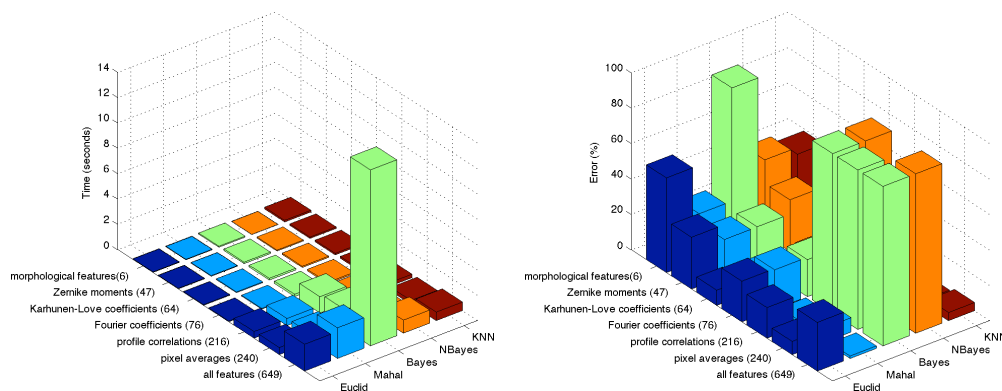 14
12
10
8
6
4
2
0
Time (seconds)
morphological features(6)
Zernike moments (47)
Karhunen-Love coefficients (64)
Fourier coefficients (76)
profile correlations (216)
pixel averages (240)
all features (649)
Euclid
Mahal
Bayes
NBayes
KNN
100
80
60
40
20
0
Error (%)
morphological features(6)
Zernike moments (47)
Karhunen-Love coefficients (64)
Fourier coefficients (76)
profile correlations (216)
pixel averages (240)
all features (649)
Euclid
Mahal
Bayes
NBayes
KNN